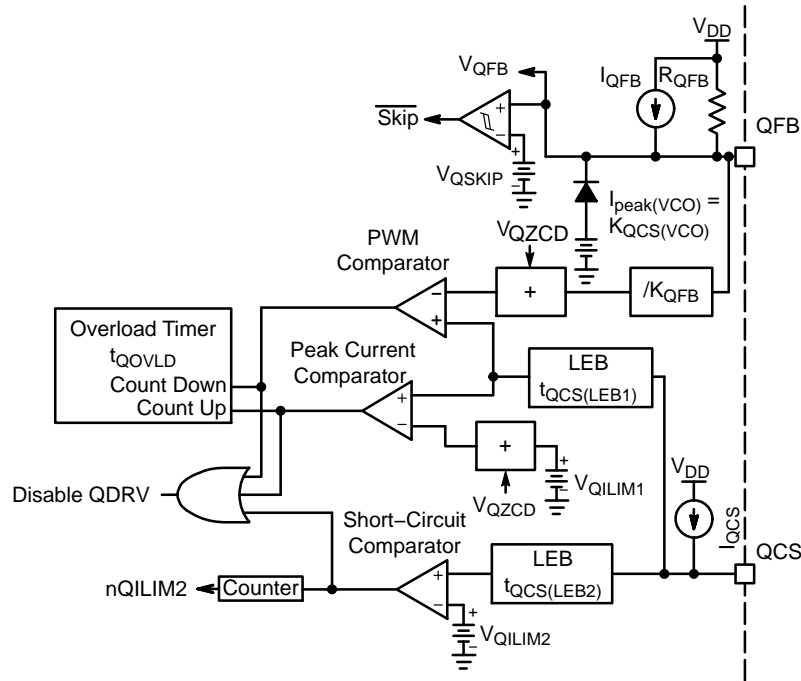 VDD
VQFB
IQFB
RQFB
QFB
Skip
+
−
+
−
VQSKIP
Ipeak(VCO) =
KQCS(VCO)
VQZCD
PWM
Comparator
−
+
+
/KQFB
Overload Timer
tQOVLD
Count Down
Count Up
Peak Current
Comparator
+
−
LEB
tQCS(LEB1)
+
+
−
VQILIM1
VQZCD
VDD
IQCS
QCS
Disable QDRV
Short−Circuit
Comparator
+
−
LEB
tQCS(LEB2)
nQILIM2
Counter
+
−
VQILIM2